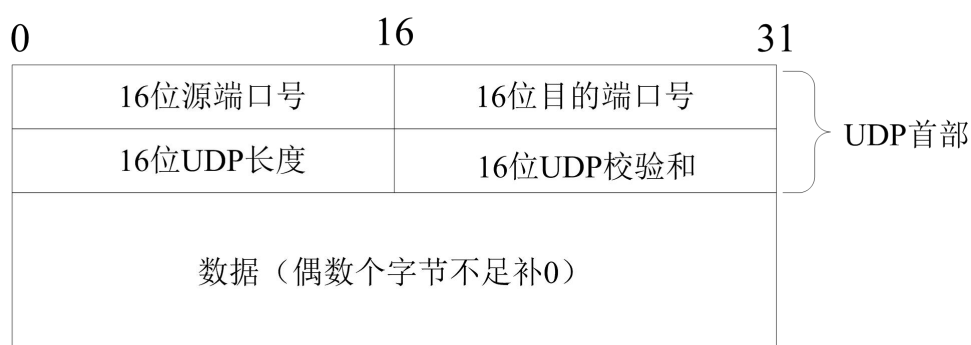 0 16 31
16位源端口号 16位目的端口号
16位UDP长度 16位UDP校验和
UDP首部
数据（偶数个字节不足补0）